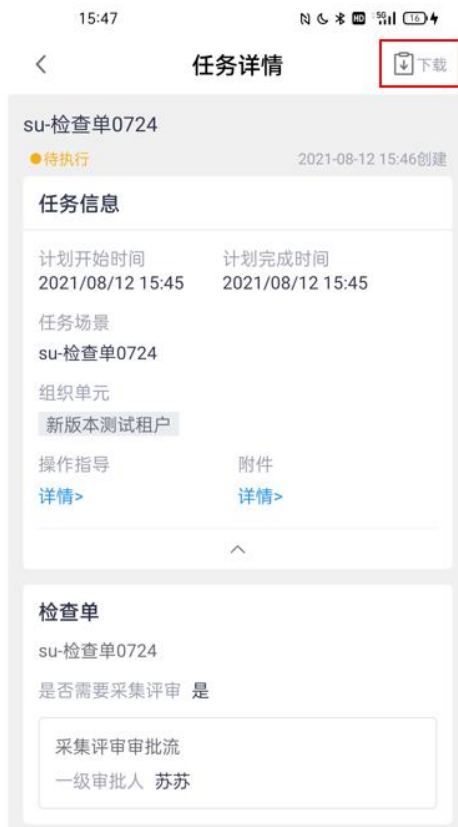 15:47
5G
16
任务详情
下载
su-检查单0724
待执行
2021-08-12 15:46创建
任务信息
计划开始时间 计划完成时间
2021/08/12 15:45 2021/08/12 15:45
任务场景
su-检查单0724
组织单元
新版本测试租户
操作指导 附件
详情> 详情>
检查单
su-检查单0724
是否需要采集评审 是
采集评审审批流
一级审批人 苏苏